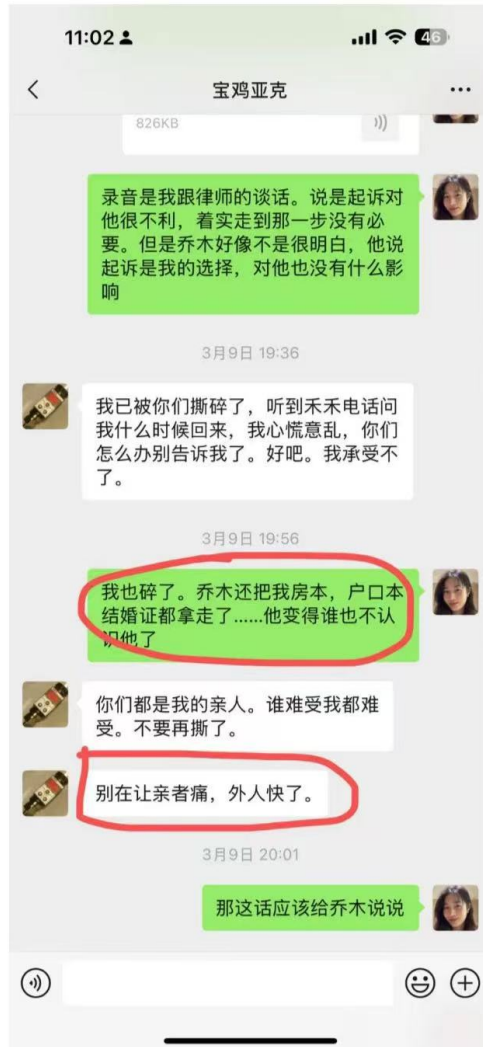 11:02
46
宝鸡亚克
826KB
录音是我跟律师的谈话。说是起诉对
他很不利，着实走到那一步没有必
要。但是乔木好像不是很明白，他说
起诉是我的选择，对他也没有什么影
响
3月9日 19:36
我已被你们撕碎了，听到禾禾电话问
我什么时候回来，我心慌意乱，你们
怎么办别告诉我了。好吧。我承受不
了。
3月9日 19:56
我也碎了。乔木还把我房本，户口本
结婚证都拿走了......他变得谁也不认
识他了
你们都是我的亲人。谁难受我都难
受。不要再撕了。
别在让亲者痛，外人快了。
3月9日 20:01
那这话应该给乔木说说